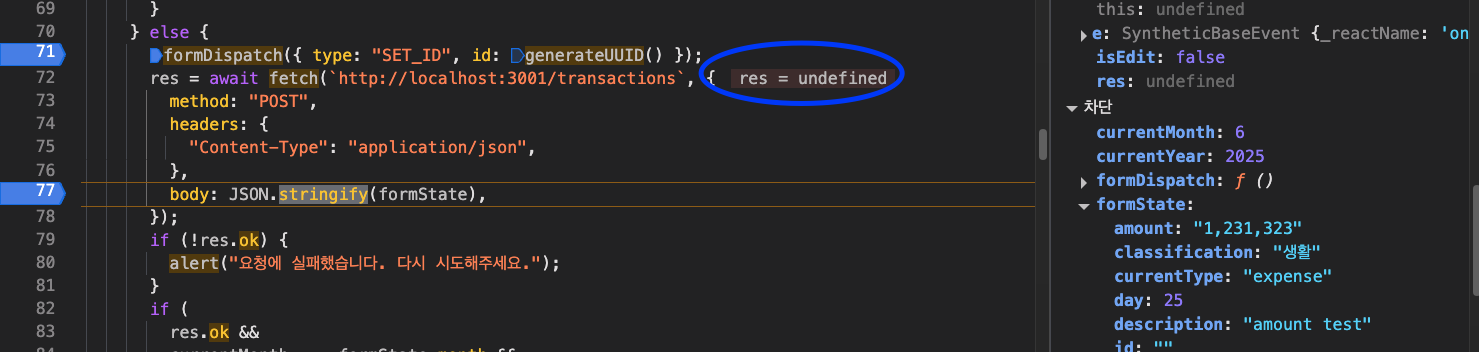 69 }
70 } else {
71 formDispatch({ type: "SET_ID", id: generateUUID() });
72 res = await fetch(`http://localhost:3001/transactions`, { res = undefined
73 method: "POST",
74 headers: {
75 "Content-Type": "application/json",
76 },
77 body: JSON.stringify(formState),
78 });
79 if (!res.ok) {
80 alert("요청에 실패했습니다. 다시 시도해주세요.");
81 }
82 if (
83 res.ok &&
84
this: undefined
e: SyntheticBaseEvent {_reactName: 'on
isEdit: false
res: undefined
차단
currentMonth: 6
currentYear: 2025
formDispatch: ƒ ()
formState:
amount: "1,231,323"
classification: "생활"
currentType: "expense"
day: 25
description: "amount test"
id: ""